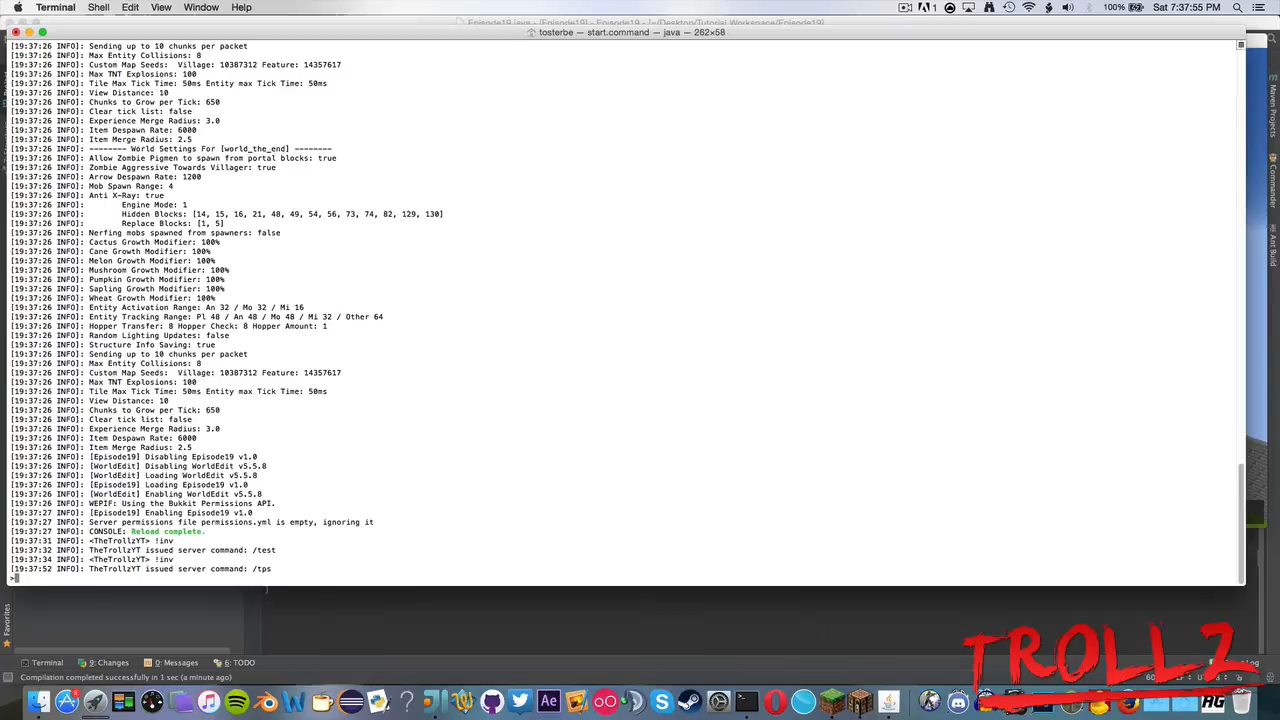 Terminal Shell Edit View Window Help
1 100% Sat 7:37:55 PM
Episode19.java - [Episode19] - Episode19 - [~/Desktop/Tutorial Workspace/Episode19]
tosterbe — start.command — java — 262×58
[19:37:26 INFO]: Sending up to 10 chunks per packet
[19:37:26 INFO]: Max Entity Collisions: 8
[19:37:26 INFO]: Custom Map Seeds:  Village: 10387312 Feature: 14357617
[19:37:26 INFO]: Max TNT Explosions: 100
[19:37:26 INFO]: Tile Max Tick Time: 50ms Entity max Tick Time: 50ms
[19:37:26 INFO]: View Distance: 10
[19:37:26 INFO]: Chunks to Grow per Tick: 650
[19:37:26 INFO]: Clear tick list: false
[19:37:26 INFO]: Experience Merge Radius: 3.0
[19:37:26 INFO]: Item Despawn Rate: 6000
[19:37:26 INFO]: Item Merge Radius: 2.5
[19:37:26 INFO]: -------- World Settings For [world_the_end] --------
[19:37:26 INFO]: Allow Zombie Pigmen to spawn from portal blocks: true
[19:37:26 INFO]: Zombie Aggressive Towards Villager: true
[19:37:26 INFO]: Arrow Despawn Rate: 1200
[19:37:26 INFO]: Mob Spawn Range: 4
[19:37:26 INFO]: Anti X-Ray: true
[19:37:26 INFO]: Engine Mode: 1
[19:37:26 INFO]: Hidden Blocks: [14, 15, 16, 21, 48, 49, 54, 56, 73, 74, 82, 129, 130]
[19:37:26 INFO]: Replace Blocks: [1, 5]
[19:37:26 INFO]: Nerfing mobs spawned from spawners: false
[19:37:26 INFO]: Cactus Growth Modifier: 100%
[19:37:26 INFO]: Cane Growth Modifier: 100%
[19:37:26 INFO]: Melon Growth Modifier: 100%
[19:37:26 INFO]: Mushroom Growth Modifier: 100%
[19:37:26 INFO]: Pumpkin Growth Modifier: 100%
[19:37:26 INFO]: Sapling Growth Modifier: 100%
[19:37:26 INFO]: Wheat Growth Modifier: 100%
[19:37:26 INFO]: Entity Activation Range: An 32 / Mo 32 / Mi 16
[19:37:26 INFO]: Entity Tracking Range: Pl 48 / An 48 / Mo 48 / Mi 32 / Other 64
[19:37:26 INFO]: Hopper Transfer: 8 Hopper Check: 8 Hopper Amount: 1
[19:37:26 INFO]: Random Lighting Updates: false
[19:37:26 INFO]: Structure Info Saving: true
[19:37:26 INFO]: Sending up to 10 chunks per packet
[19:37:26 INFO]: Max Entity Collisions: 8
[19:37:26 INFO]: Custom Map Seeds:  Village: 10387312 Feature: 14357617
[19:37:26 INFO]: Max TNT Explosions: 100
[19:37:26 INFO]: Tile Max Tick Time: 50ms Entity max Tick Time: 50ms
[19:37:26 INFO]: View Distance: 10
[19:37:26 INFO]: Chunks to Grow per Tick: 650
[19:37:26 INFO]: Clear tick list: false
[19:37:26 INFO]: Experience Merge Radius: 3.0
[19:37:26 INFO]: Item Despawn Rate: 6000
[19:37:26 INFO]: Item Merge Radius: 2.5
[19:37:26 INFO]: [Episode19] Disabling Episode19 v1.0
[19:37:26 INFO]: [WorldEdit] Disabling WorldEdit v5.5.8
[19:37:26 INFO]: [WorldEdit] Loading WorldEdit v5.5.8
[19:37:26 INFO]: [Episode19] Loading Episode19 v1.0
[19:37:26 INFO]: [WorldEdit] Enabling WorldEdit v5.5.8
[19:37:26 INFO]: WEPIF: Using the Bukkit Permissions API.
[19:37:27 INFO]: [Episode19] Enabling Episode19 v1.0
[19:37:27 INFO]: Server permissions file permissions.yml is empty, ignoring it
[19:37:27 INFO]: CONSOLE: Reload complete.
[19:37:31 INFO]: <TheTrollzYT> !inv
[19:37:32 INFO]: TheTrollzYT issued server command: /test
[19:37:34 INFO]: <TheTrollzYT> !inv
[19:37:52 INFO]: TheTrollzYT issued server command: /tps
>
Maven Projects
Commander
Ant Build
Favorites
Terminal 9: Changes 0: Messages 6: TODO
Compilation completed successfully in 1 sec (a minute ago)
TROLLZ